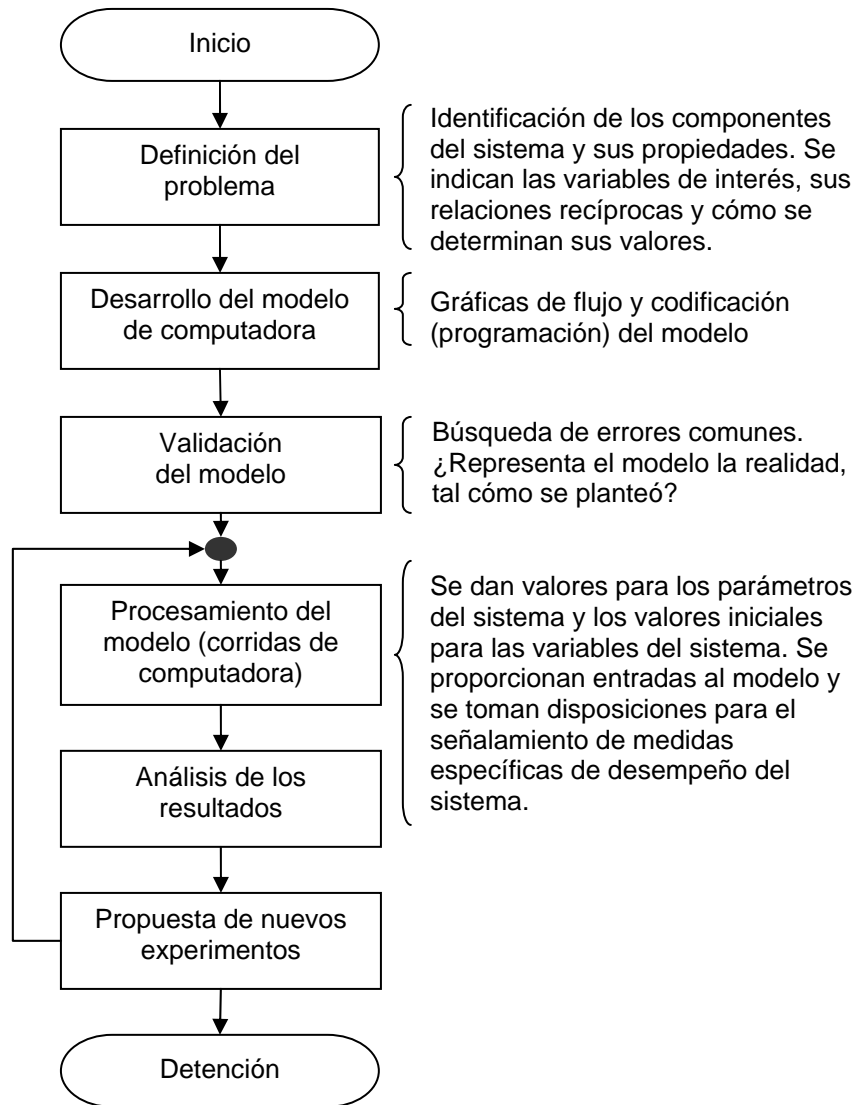 Inicio
Definición del
problema
Identificación de los componentes
del sistema y sus propiedades. Se
indican las variables de interés, sus
relaciones recíprocas y cómo se
determinan sus valores.
Desarrollo del modelo
de computadora
Gráficas de flujo y codificación
(programación) del modelo
Validación
del modelo
Búsqueda de errores comunes.
¿Representa el modelo la realidad,
tal cómo se planteó?
Procesamiento del
modelo (corridas de
computadora)
Se dan valores para los parámetros
del sistema y los valores iniciales
para las variables del sistema. Se
proporcionan entradas al modelo y
se toman disposiciones para el
señalamiento de medidas
específicas de desempeño del
sistema.
Análisis de los
resultados
Propuesta de nuevos
experimentos
Detención